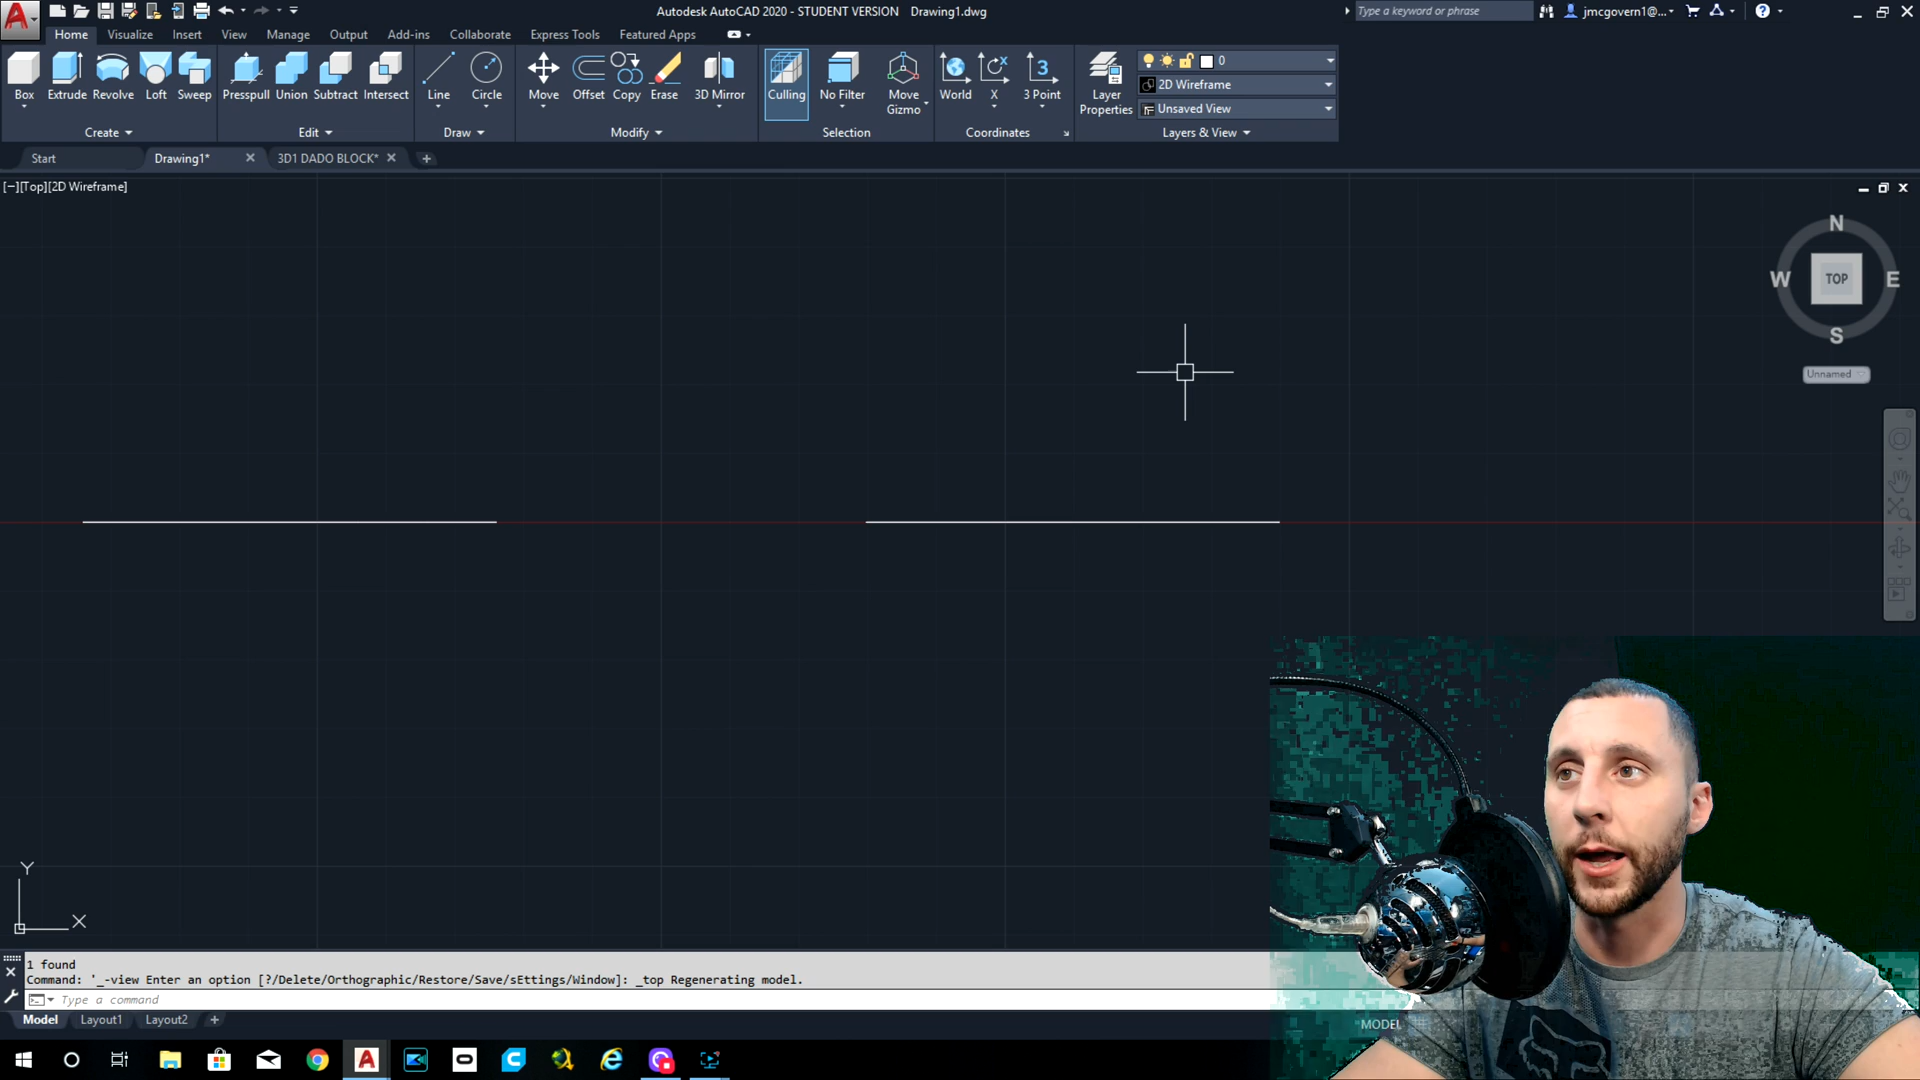 Autodesk AutoCAD 2020 - STUDENT VERSION Drawing1.dwg
Type a keyword or phrase
jmcgovern1@...
Home Visualize Insert View Manage Output Add-ins Collaborate Express Tools Featured Apps
Box Extrude Revolve Loft Sweep Presspull Union Subtract Intersect Line Circle Move Offset Copy Erase 3D Mirror Culling No Filter Move Gizmo World X 3 Point Layer Properties
0
2D Wireframe
Unsaved View
Create Edit Draw Modify Selection Coordinates Layers & View
Start Drawing1* 3D1 DADO BLOCK*
[−][Top][2D Wireframe]
N
W TOP E
S
Unnamed
Y
X
1 found
Command: '_-view Enter an option [?/Delete/Orthographic/Restore/Save/sEttings/Window]: _top Regenerating model.
Type a command
Model Layout1 Layout2
MODEL